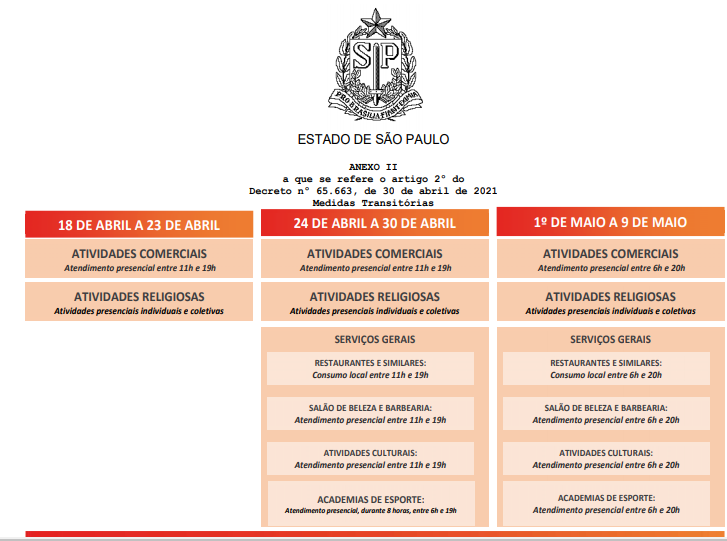 SP
PRO BRASILIA FIANT EXIMIA
ESTADO DE SÃO PAULO
ANEXO II
a que se refere o artigo 2º do
Decreto nº 65.663, de 30 de abril de 2021
Medidas Transitórias
18 DE ABRIL A 23 DE ABRIL
ATIVIDADES COMERCIAIS
Atendimento presencial entre 11h e 19h
ATIVIDADES RELIGIOSAS
Atividades presenciais individuais e coletivas
24 DE ABRIL A 30 DE ABRIL
ATIVIDADES COMERCIAIS
Atendimento presencial entre 11h e 19h
ATIVIDADES RELIGIOSAS
Atividades presenciais individuais e coletivas
SERVIÇOS GERAIS
RESTAURANTES E SIMILARES:
Consumo local entre 11h e 19h
SALÃO DE BELEZA E BARBEARIA:
Atendimento presencial entre 11h e 19h
ATIVIDADES CULTURAIS:
Atendimento presencial entre 11h e 19h
ACADEMIAS DE ESPORTE:
Atendimento presencial, durante 8 horas, entre 6h e 19h
1º DE MAIO A 9 DE MAIO
ATIVIDADES COMERCIAIS
Atendimento presencial entre 6h e 20h
ATIVIDADES RELIGIOSAS
Atividades presenciais individuais e coletivas
SERVIÇOS GERAIS
RESTAURANTES E SIMILARES:
Consumo local entre 6h e 20h
SALÃO DE BELEZA E BARBEARIA:
Atendimento presencial entre 6h e 20h
ATIVIDADES CULTURAIS:
Atendimento presencial entre 6h e 20h
ACADEMIAS DE ESPORTE:
Atendimento presencial entre 6h e 20h